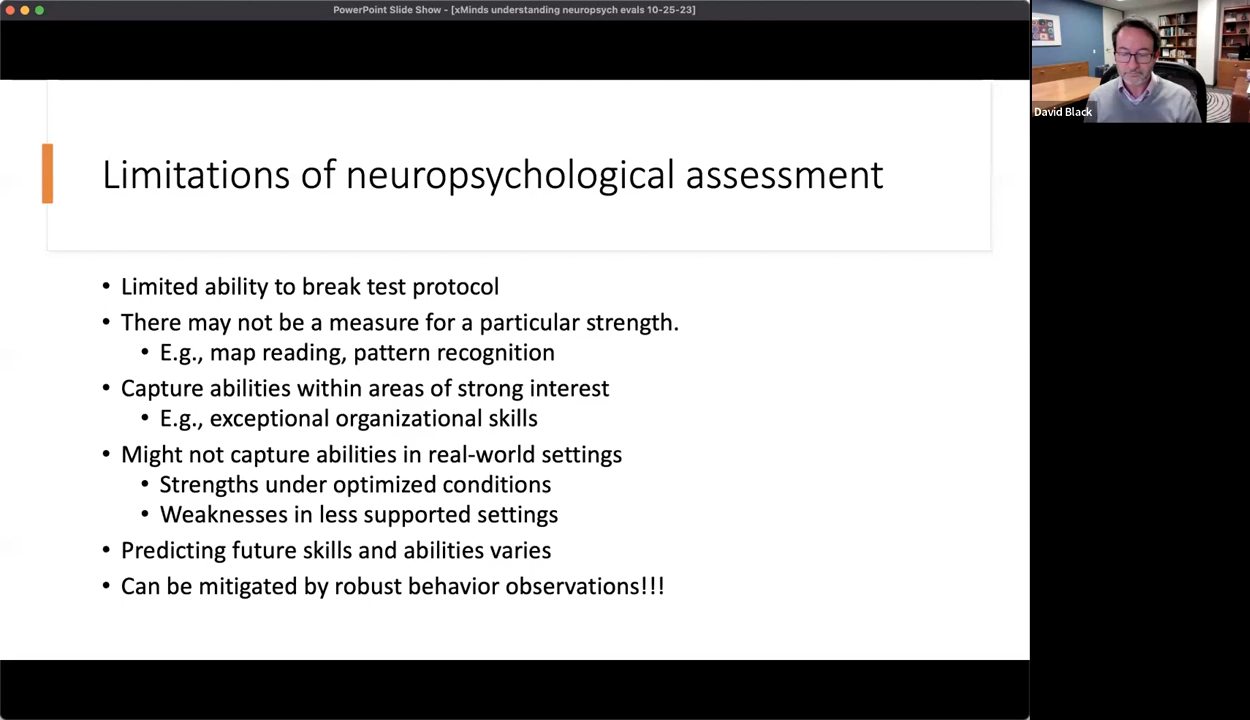 PowerPoint Slide Show - [xMinds understanding neuropsych evals 10-25-23]
David Black
Limitations of neuropsychological assessment
• Limited ability to break test protocol
• There may not be a measure for a particular strength.
• E.g., map reading, pattern recognition
• Capture abilities within areas of strong interest
• E.g., exceptional organizational skills
• Might not capture abilities in real-world settings
• Strengths under optimized conditions
• Weaknesses in less supported settings
• Predicting future skills and abilities varies
• Can be mitigated by robust behavior observations!!!